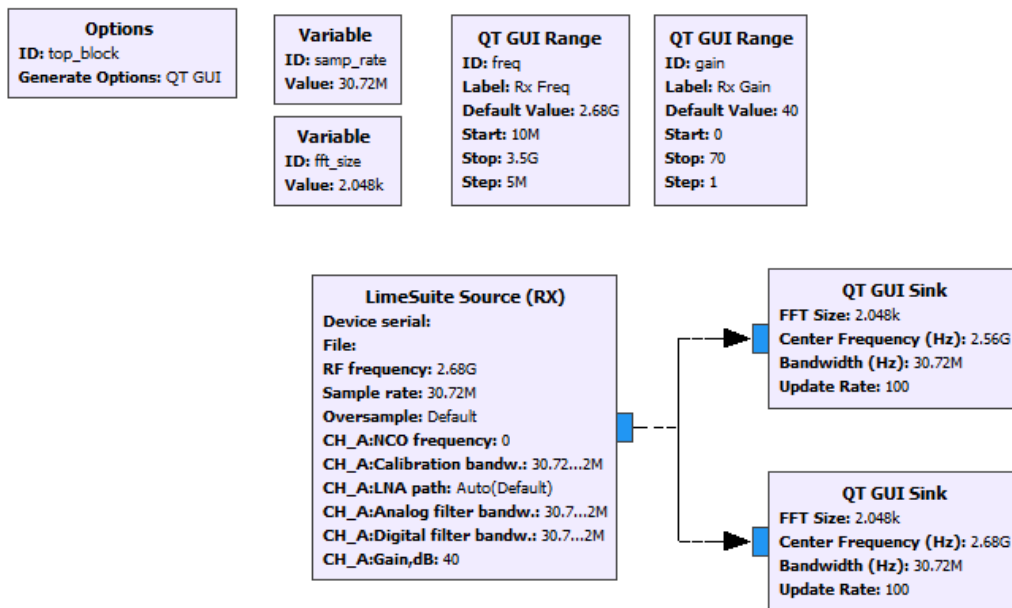 Options
ID: top_block
Generate Options: QT GUI
Variable
ID: samp_rate
Value: 30.72M
Variable
ID: fft_size
Value: 2.048k
QT GUI Range
ID: freq
Label: Rx Freq
Default Value: 2.68G
Start: 10M
Stop: 3.5G
Step: 5M
QT GUI Range
ID: gain
Label: Rx Gain
Default Value: 40
Start: 0
Stop: 70
Step: 1
LimeSuite Source (RX)
Device serial:
File:
RF frequency: 2.68G
Sample rate: 30.72M
Oversample: Default
CH_A:NCO frequency: 0
CH_A:Calibration bandw.: 30.72...2M
CH_A:LNA path: Auto(Default)
CH_A:Analog filter bandw.: 30.7...2M
CH_A:Digital filter bandw.: 30.7...2M
CH_A:Gain,dB: 40
QT GUI Sink
FFT Size: 2.048k
Center Frequency (Hz): 2.56G
Bandwidth (Hz): 30.72M
Update Rate: 100
QT GUI Sink
FFT Size: 2.048k
Center Frequency (Hz): 2.68G
Bandwidth (Hz): 30.72M
Update Rate: 100